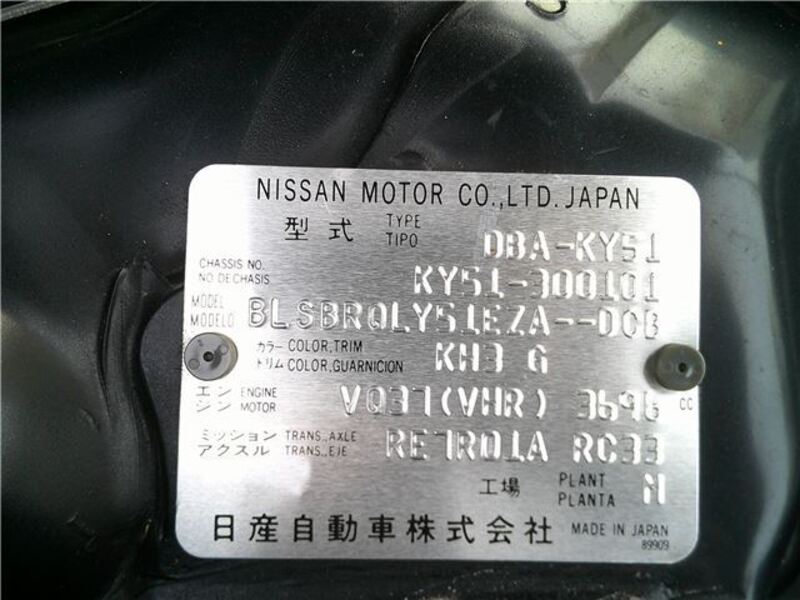 NISSAN MOTOR CO.,LTD. JAPAN
型式 TYPE TIPO DBA-KY51
CHASSIS NO. NO DE CHASIS KY51-300101
MODEL MODELO BLSBRQLY51EZA--DCB
カラー COLOR,TRIM トリム COLOR,GUARNICION KH3 G
エンジン ENGINE MOTOR VQ37(VHR) 3696 CC
ミッション TRANS.,AXLE アクスル TRANS.,EJE RE7R01A RC33
工場 PLANT PLANTA M
日産自動車株式会社 MADE IN JAPAN
89909